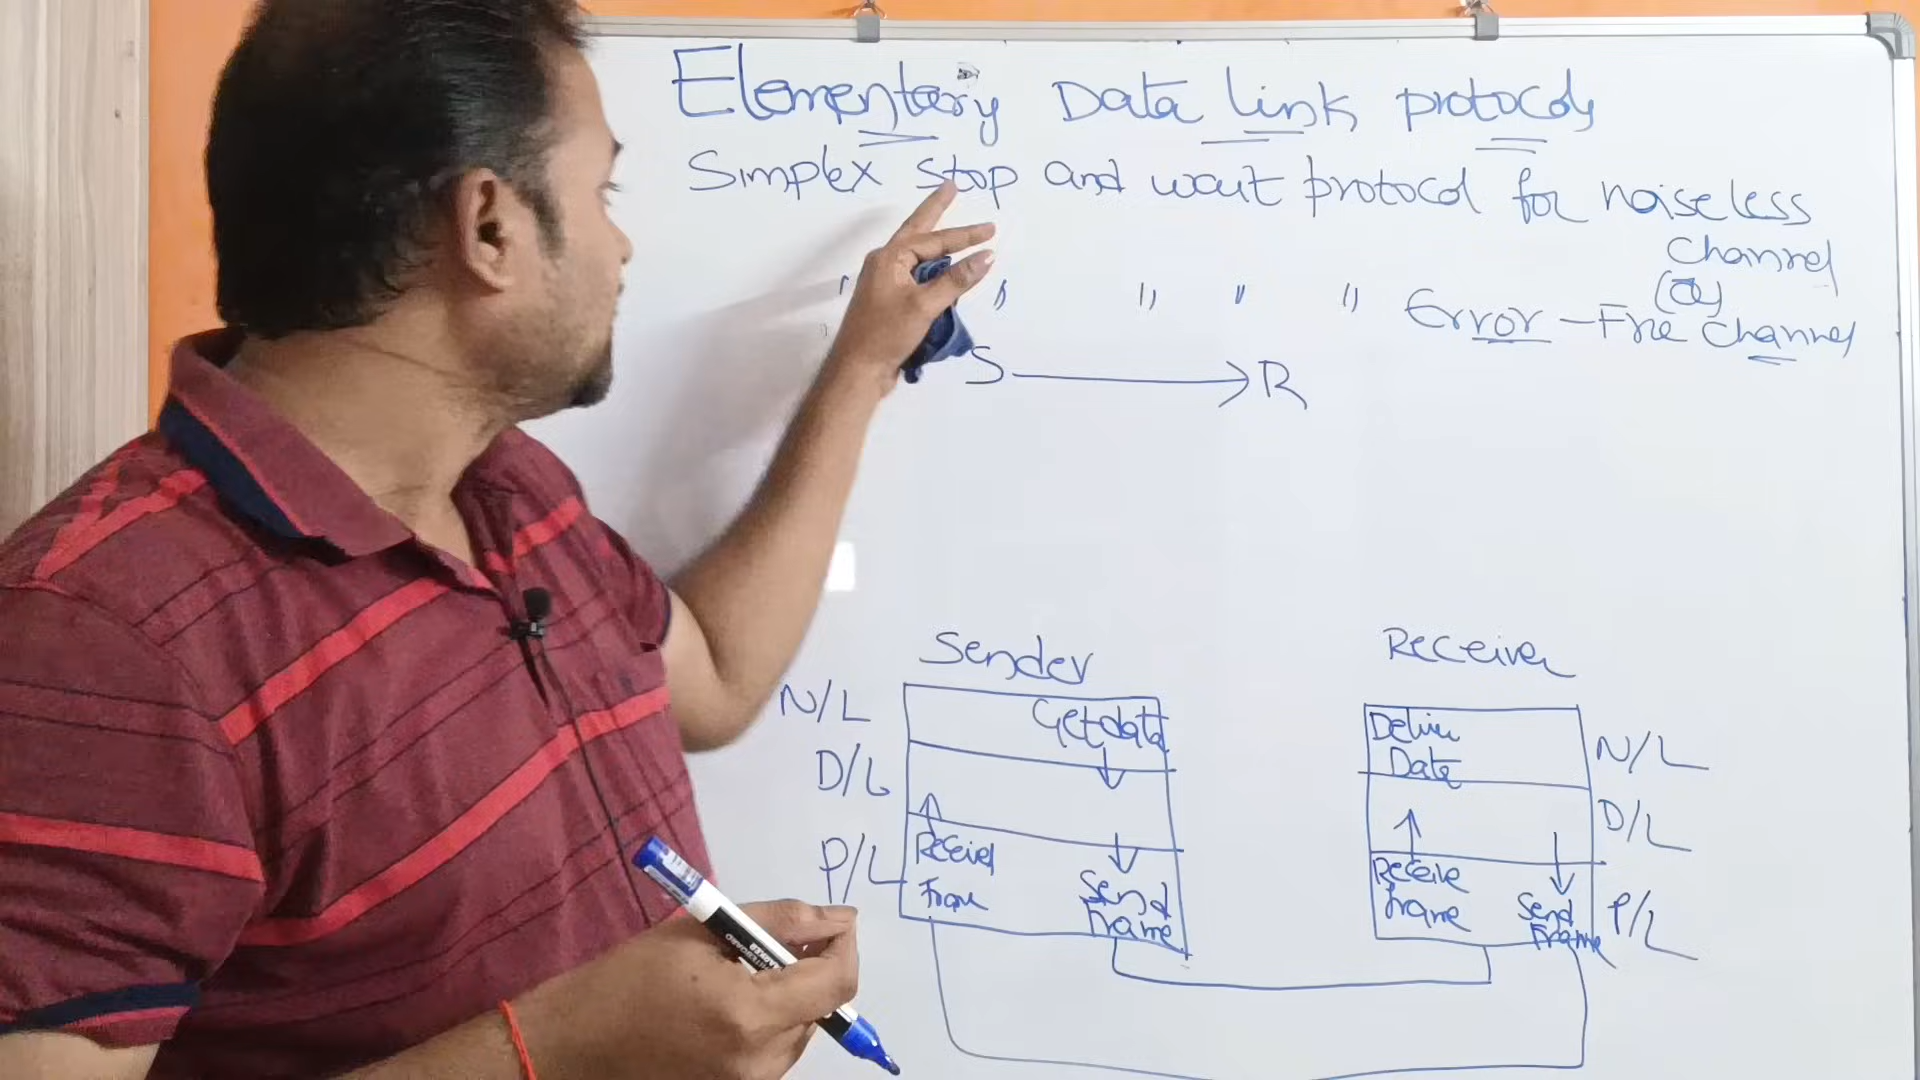 Elementary Data link protocols
Simplex stop and wait protocol for noiseless
Channel
(or)
" " " " " Error - Free Channel
S → R
Sender
Receiver
N/L Getdata
Deliver Date N/L
D/L
D/L
P/L Receive Frame Send Frame
Receive Frame Send Frame P/L